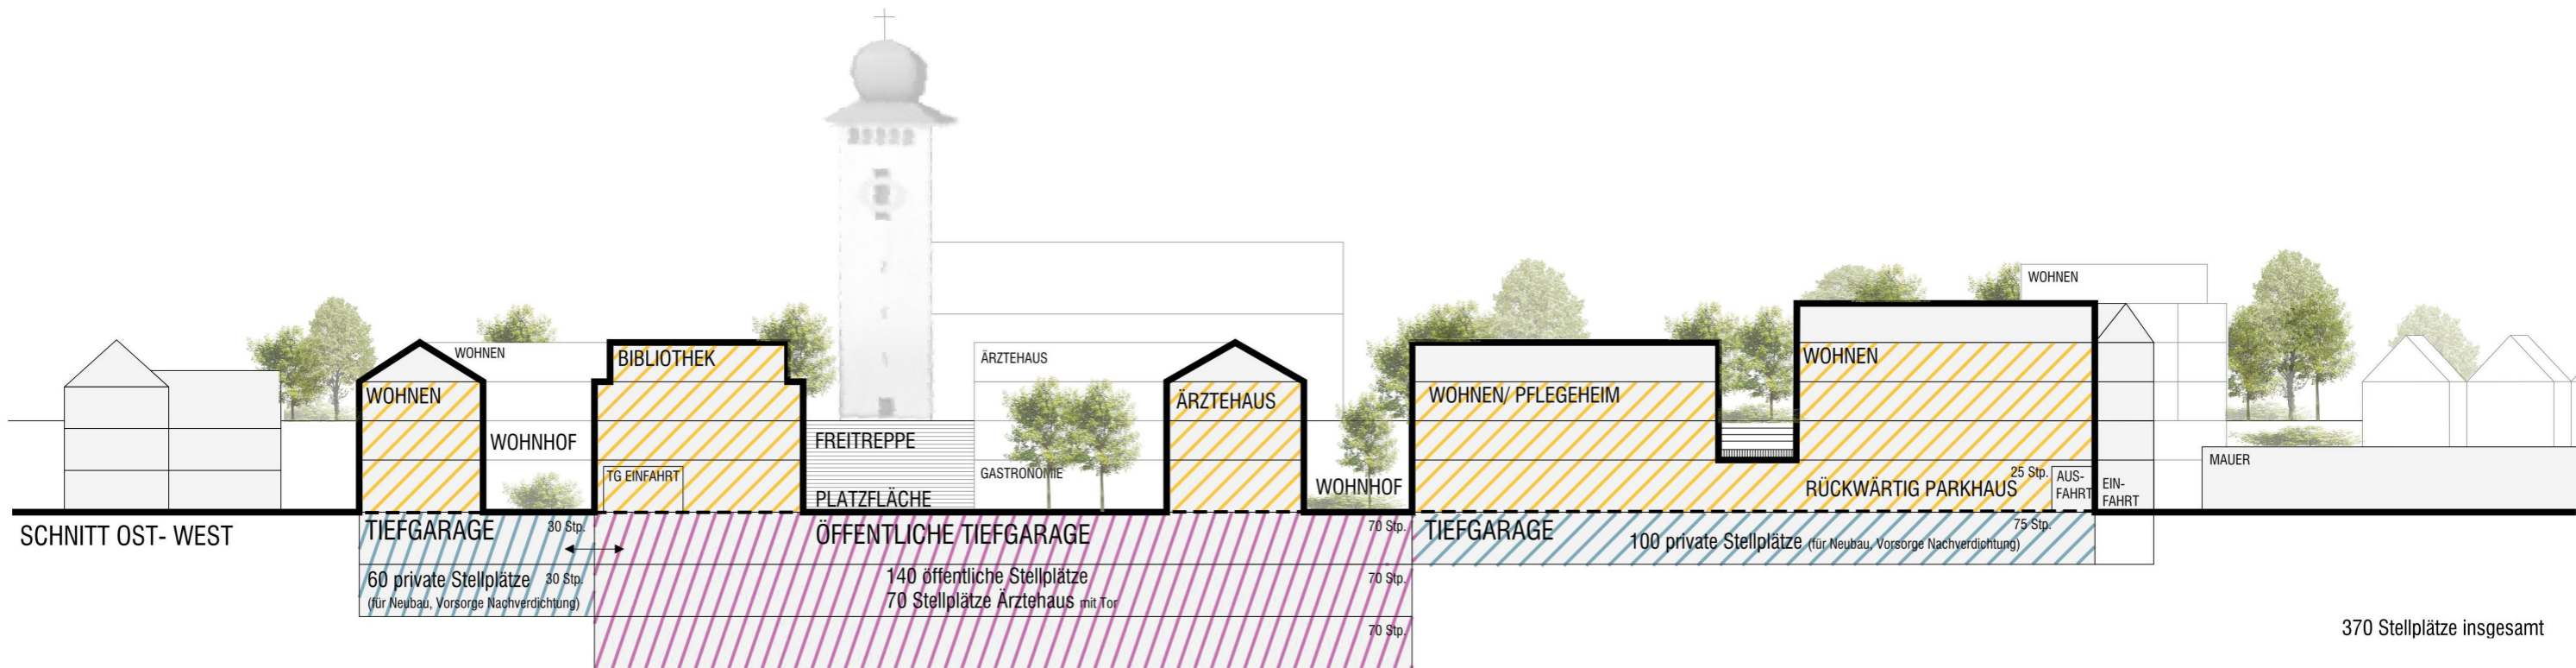 WOHNEN
WOHNEN
BIBLIOTHEK
ÄRZTEHAUS
WOHNEN
WOHNEN
WOHNEN/ PFLEGEHEIM
ÄRZTEHAUS
WOHNHOF
FREITREPPE
TG EINFAHRT
GASTRONOMIE
PLATZFLÄCHE
WOHNHOF
RÜCKWÄRTIG PARKHAUS
25 Stp.
AUS-
FAHRT
EIN-
FAHRT
MAUER
SCHNITT OST- WEST
TIEFGARAGE
30 Stp.
ÖFFENTLICHE TIEFGARAGE
70 Stp.
TIEFGARAGE
75 Stp.
100 private Stellplätze (für Neubau, Vorsorge Nachverdichtung)
60 private Stellplätze
30 Stp.
(für Neubau, Vorsorge Nachverdichtung)
140 öffentliche Stellplätze
70 Stp.
70 Stellplätze Ärztehaus mit Tor
70 Stp.
370 Stellplätze insgesamt